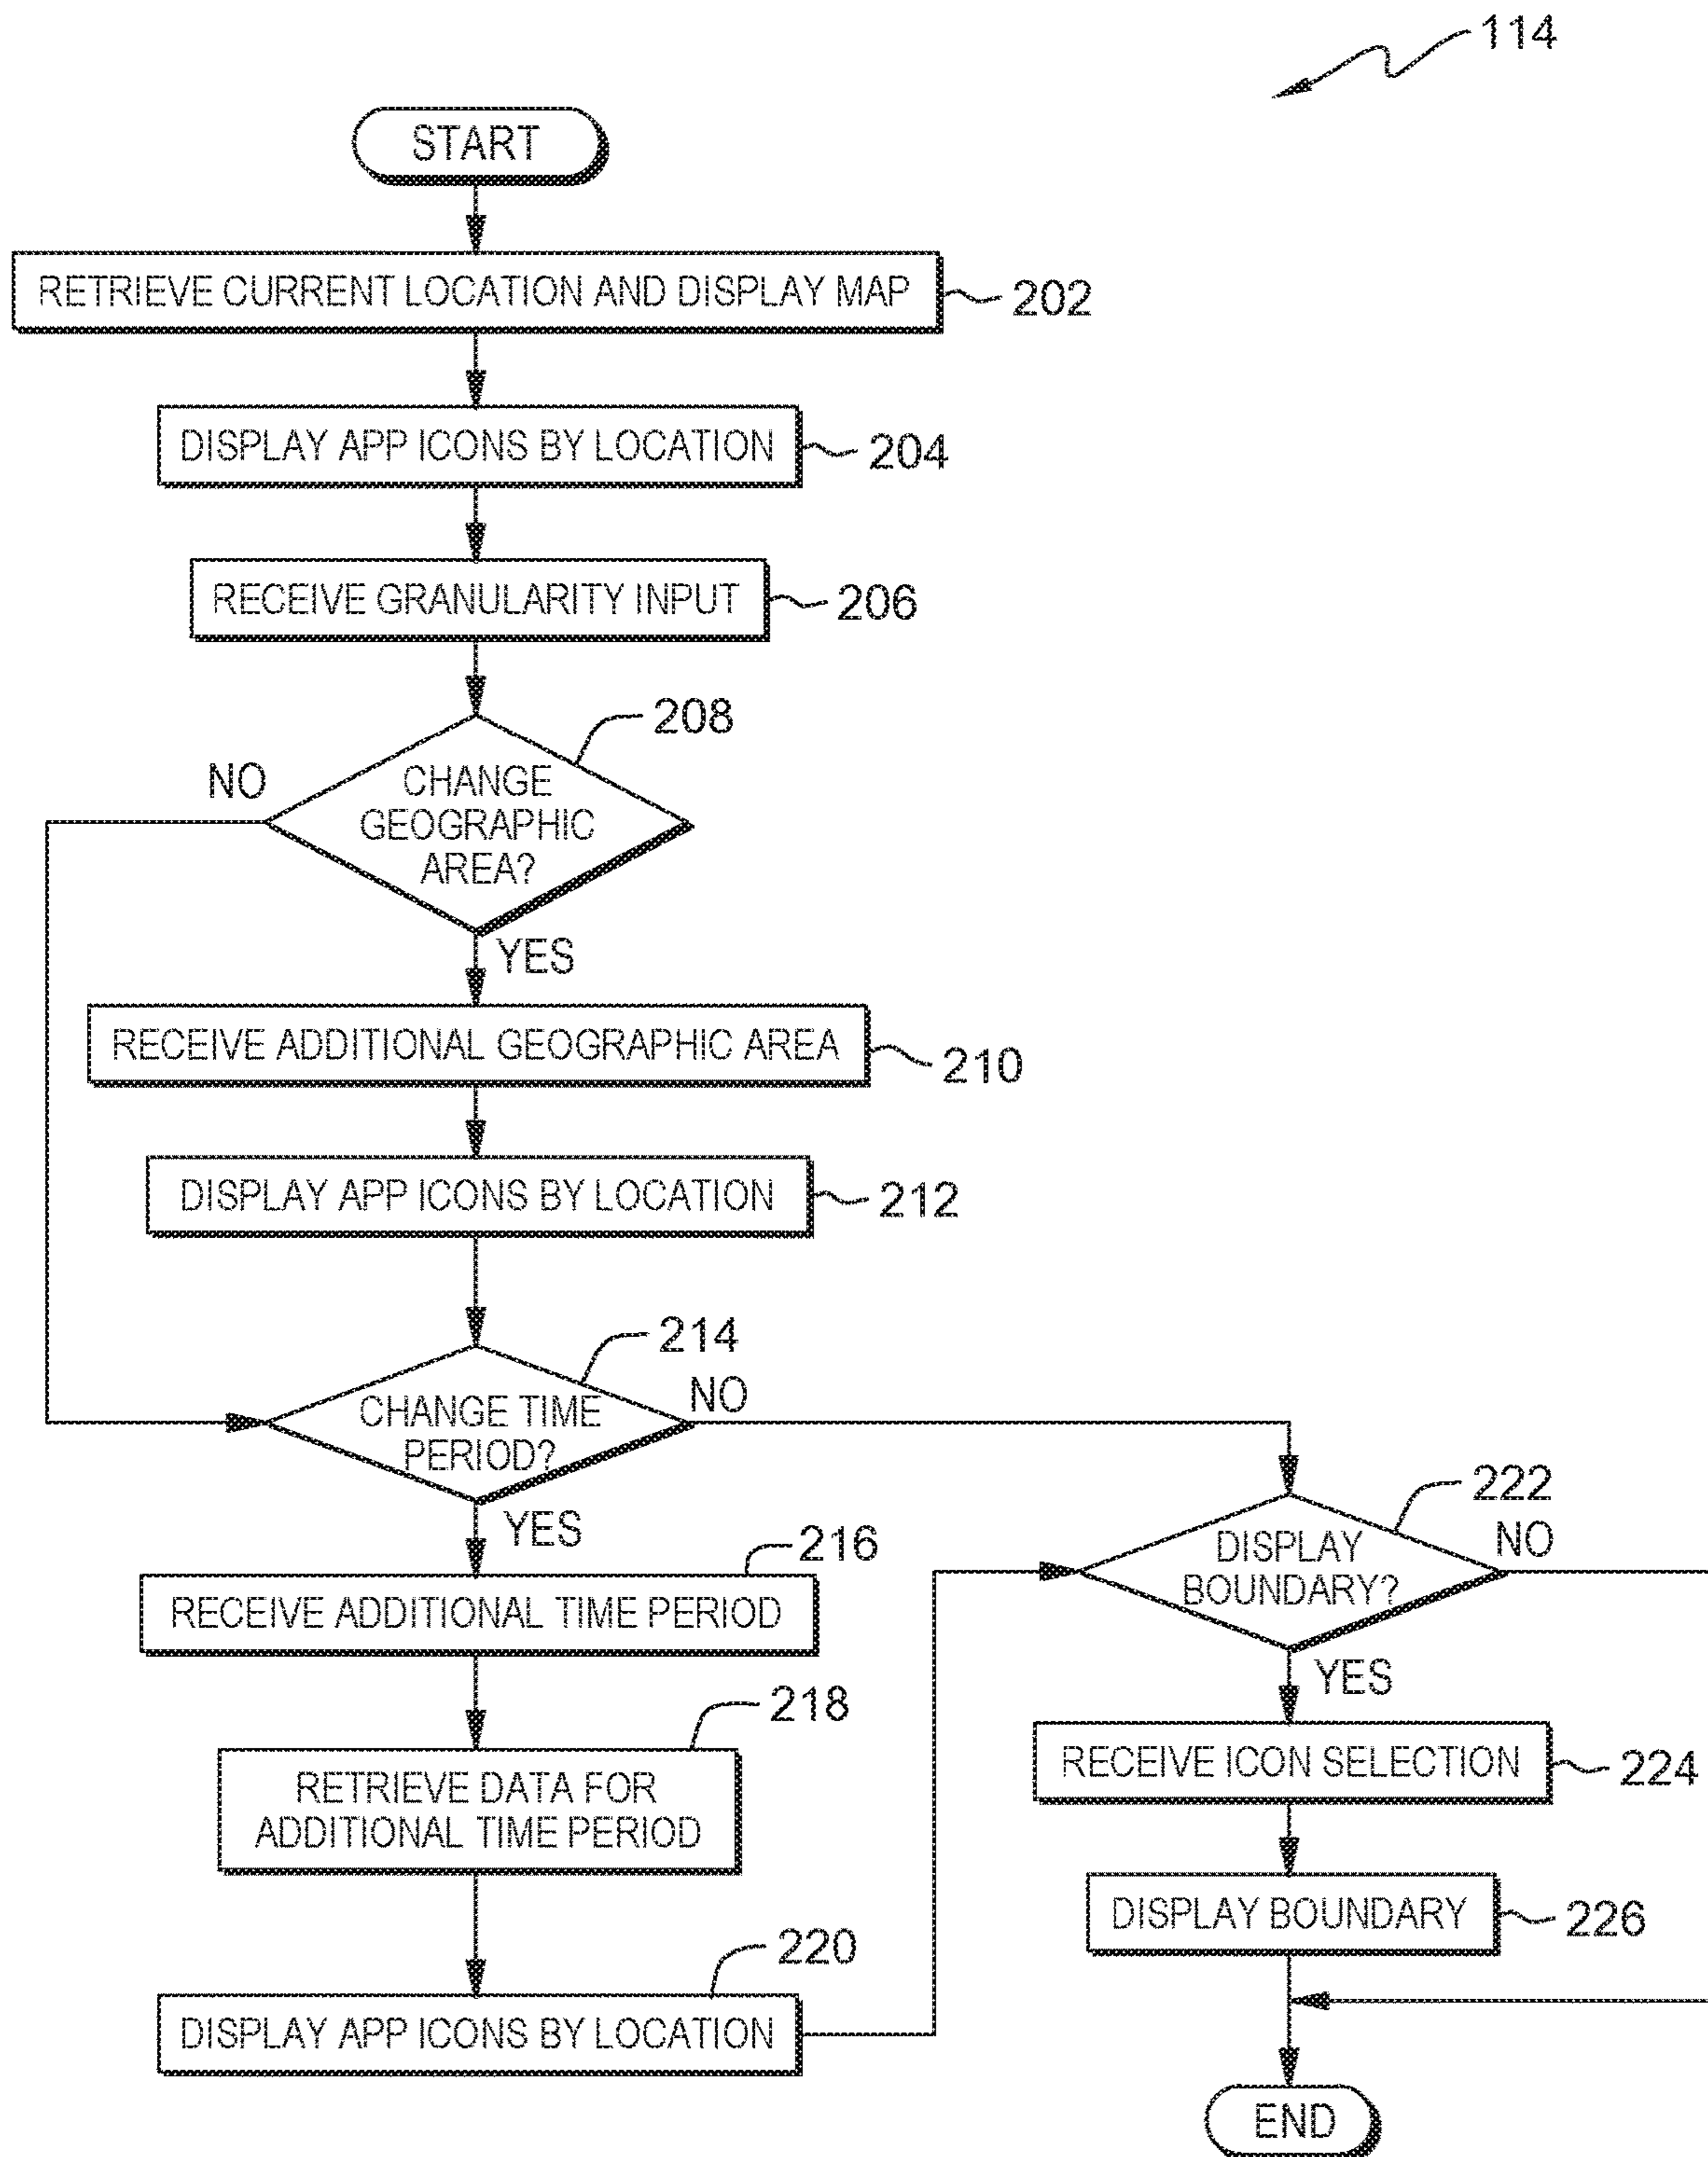 114
START
RETRIEVE CURRENT LOCATION AND DISPLAY MAP
202
DISPLAY APP ICONS BY LOCATION
204
RECEIVE GRANULARITY INPUT
206
208
NO
CHANGE
GEOGRAPHIC
AREA?
YES
RECEIVE ADDITIONAL GEOGRAPHIC AREA
210
DISPLAY APP ICONS BY LOCATION
212
214
CHANGE TIME
PERIOD?
NO
YES
216
RECEIVE ADDITIONAL TIME PERIOD
218
RETRIEVE DATA FOR
ADDITIONAL TIME PERIOD
220
DISPLAY APP ICONS BY LOCATION
222
DISPLAY
BOUNDARY?
NO
YES
RECEIVE ICON SELECTION
224
DISPLAY BOUNDARY
226
END